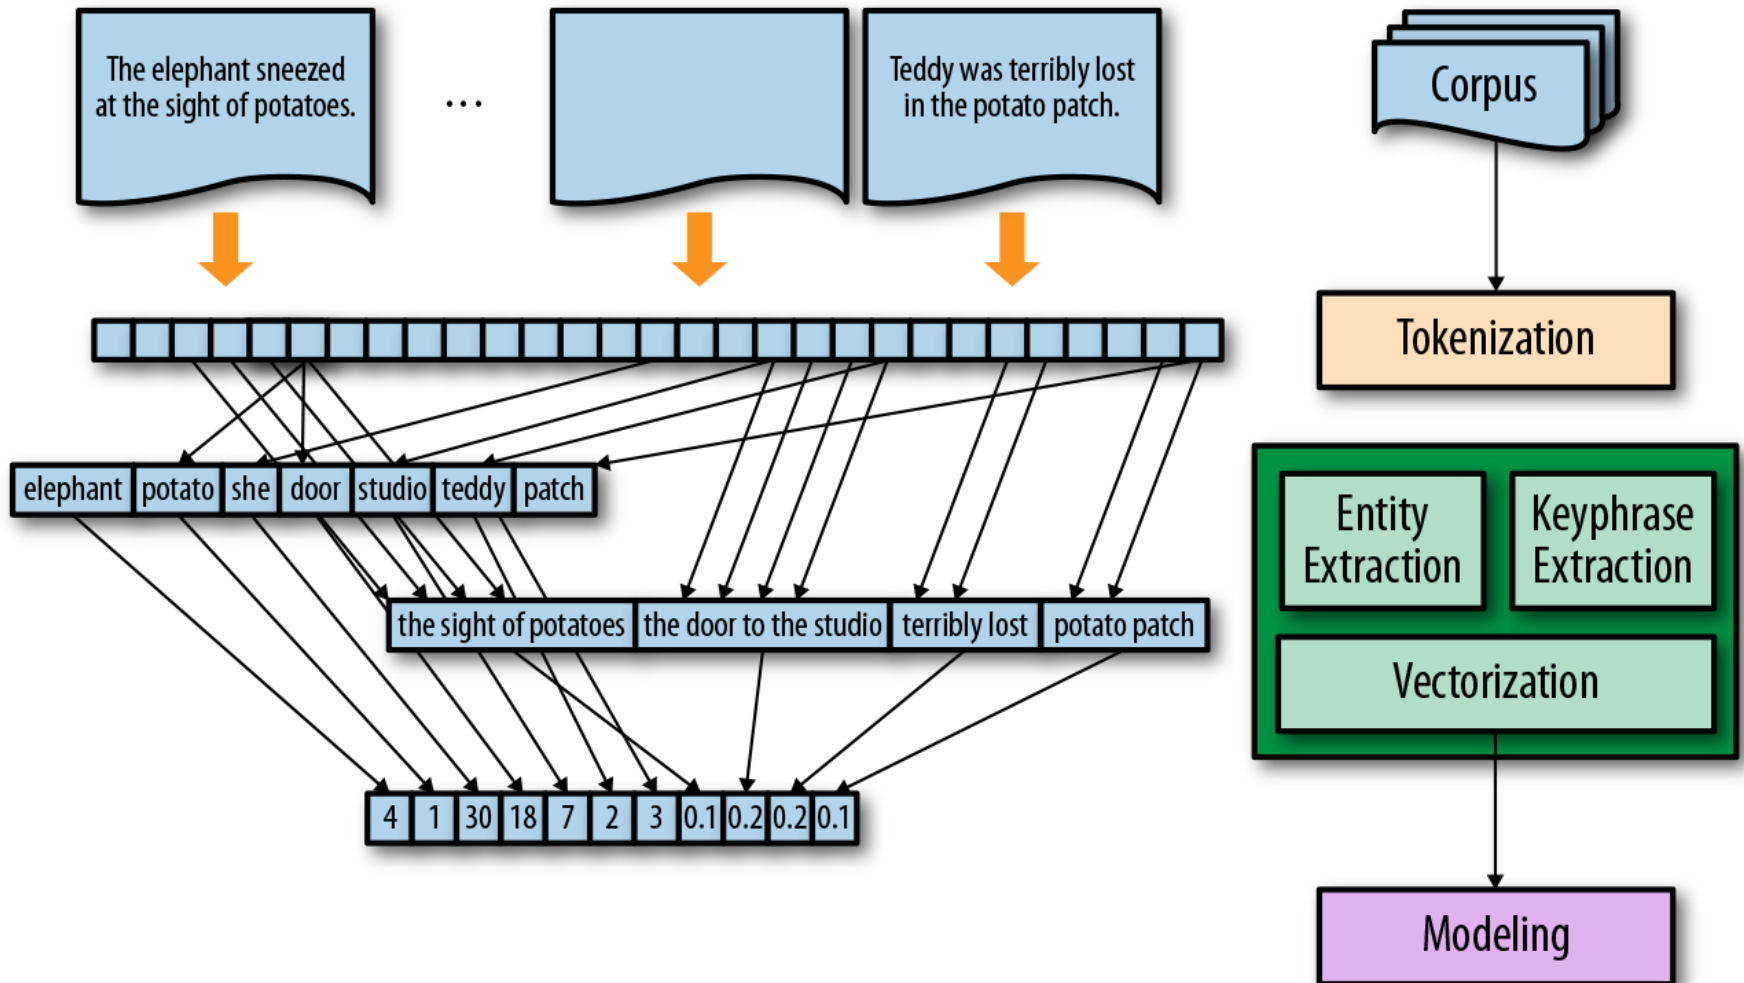 The elephant sneezed
at the sight of potatoes.
...
Teddy was terribly lost
in the potato patch.
Corpus
Tokenization
elephant potato she door studio teddy patch
Entity
Extraction
Keyphrase
Extraction
the sight of potatoes the door to the studio terribly lost potato patch
Vectorization
4 1 30 18 7 2 3 0.1 0.2 0.2 0.1
Modeling